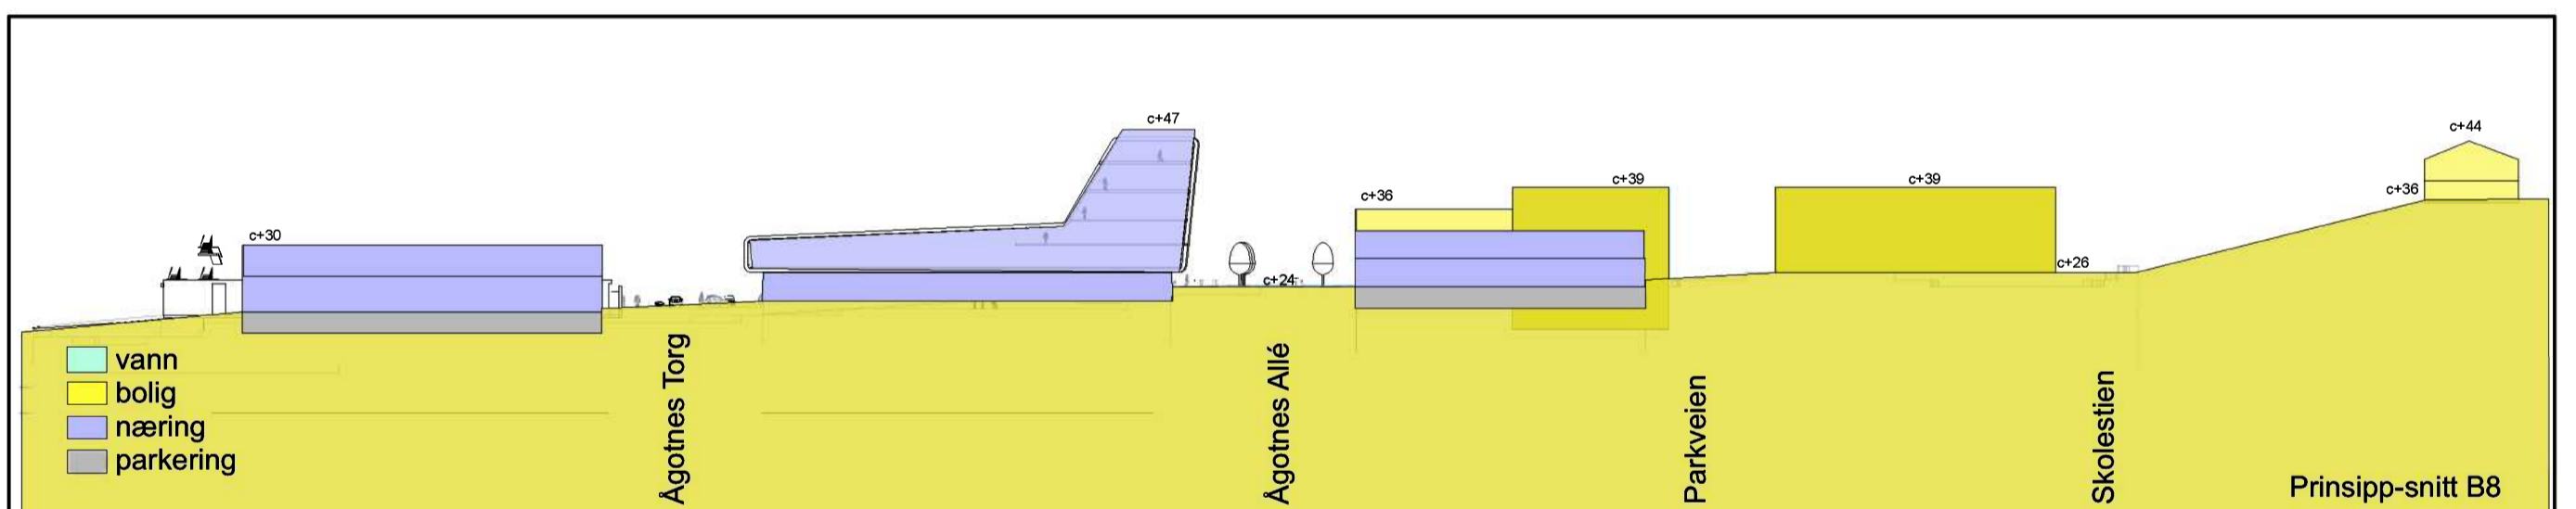 c+47
c+44
c+36
c+39
c+39
c+36
c+30
c+26
c+24
vann
bolig
næring
parkering
Ågotnes Torg
Ågotnes Allé
Parkveien
Skolestien
Prinsipp-snitt B8